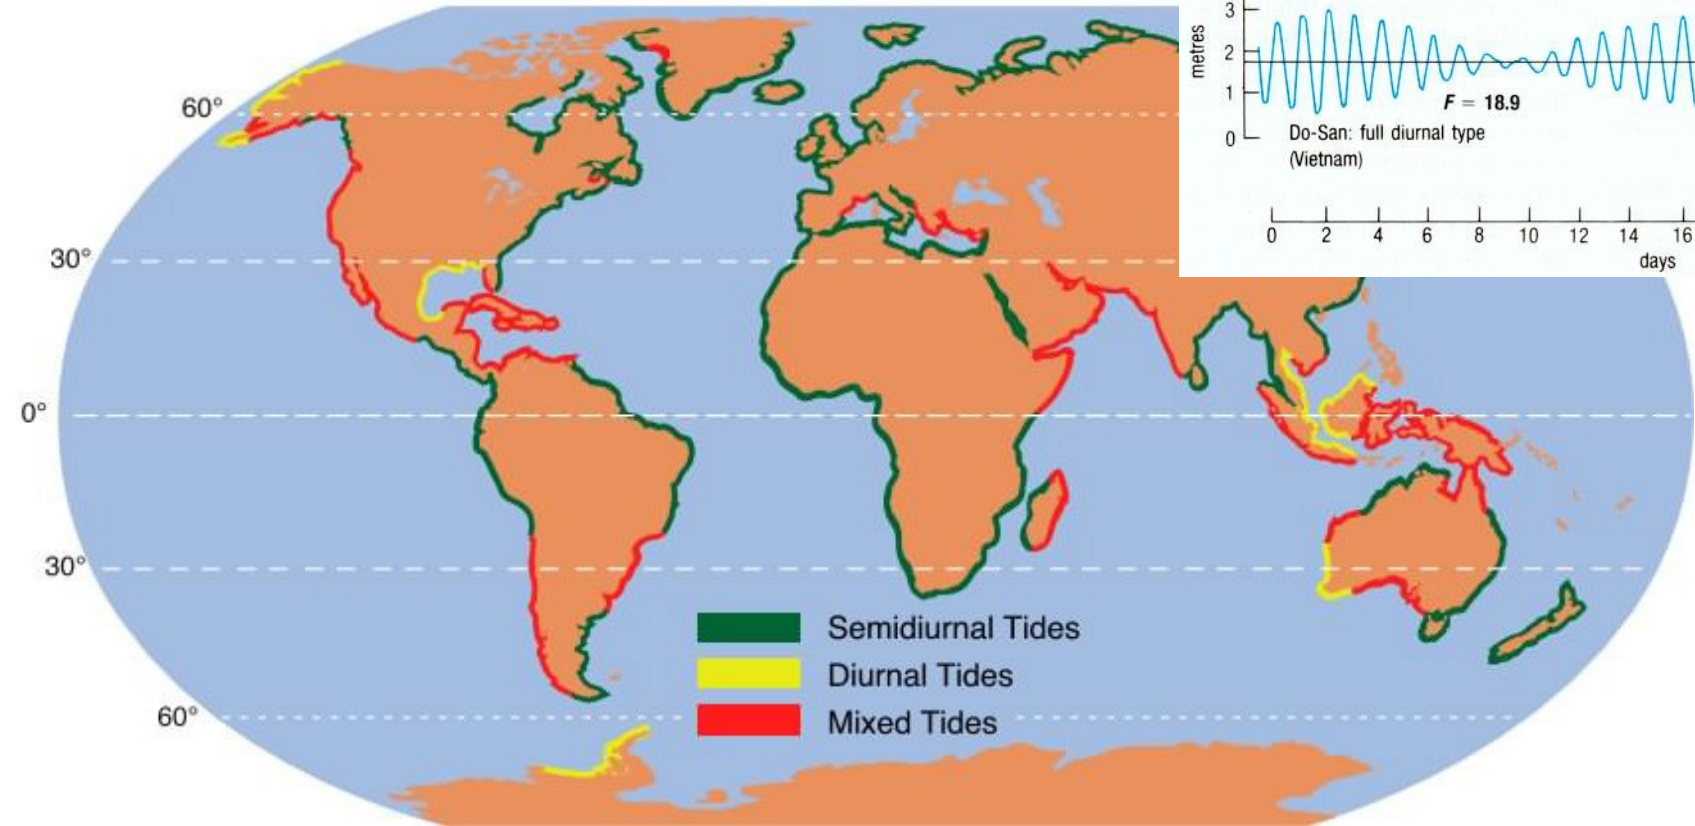 60°
30°
0°
30°
60°
Semidiurnal Tides
Diurnal Tides
Mixed Tides
metres
3
2
1
0
F = 18.9
Do-San: full diurnal type
(Vietnam)
0 2 4 6 8 10 12 14 16
days